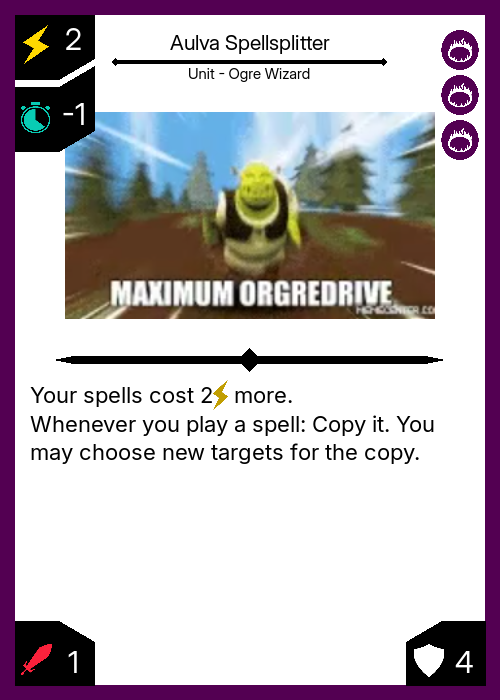 2
Aulva Spellsplitter
Unit - Ogre Wizard
-1
MAXIMUM ORGREDRIVE
Your spells cost 2 more.
Whenever you play a spell: Copy it. You
may choose new targets for the copy.
1
4